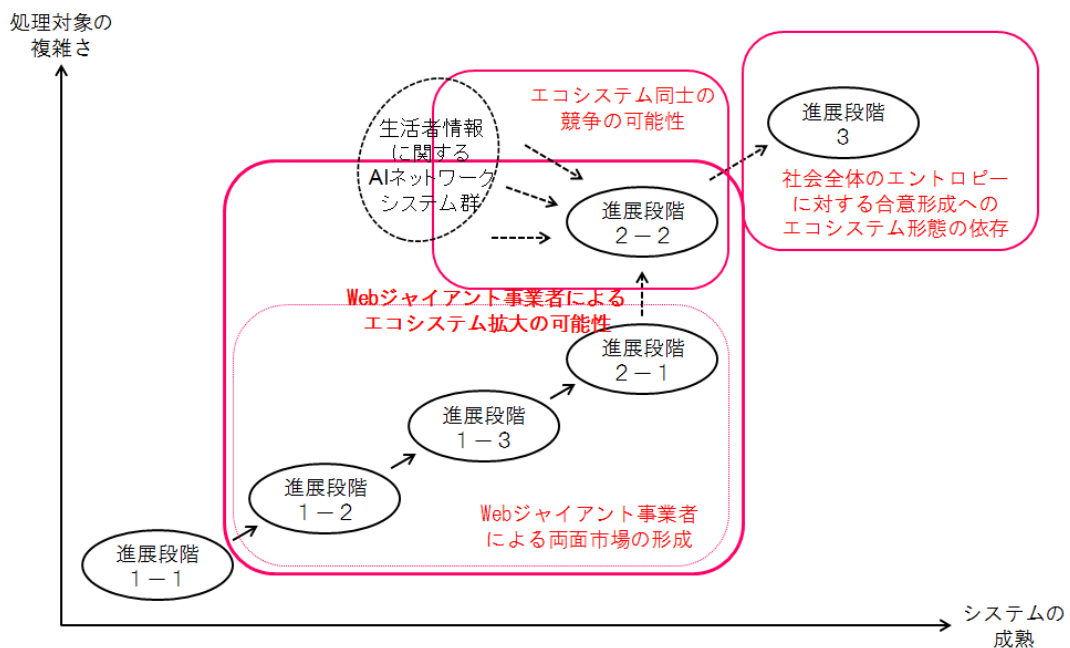 処理対象の
複雑さ
エコシステム同士の
競争の可能性
生活者情報
に関する
AIネットワーク
システム群
進展段階
3
社会全体のエントロピー
に対する合意形成への
エコシステム形態の依存
進展段階
２－２
Webジャイアント事業者による
エコシステム拡大の可能性
進展段階
２－１
進展段階
１－３
進展段階
１－２
Webジャイアント事業者
による両面市場の形成
進展段階
１－１
システムの
成熟